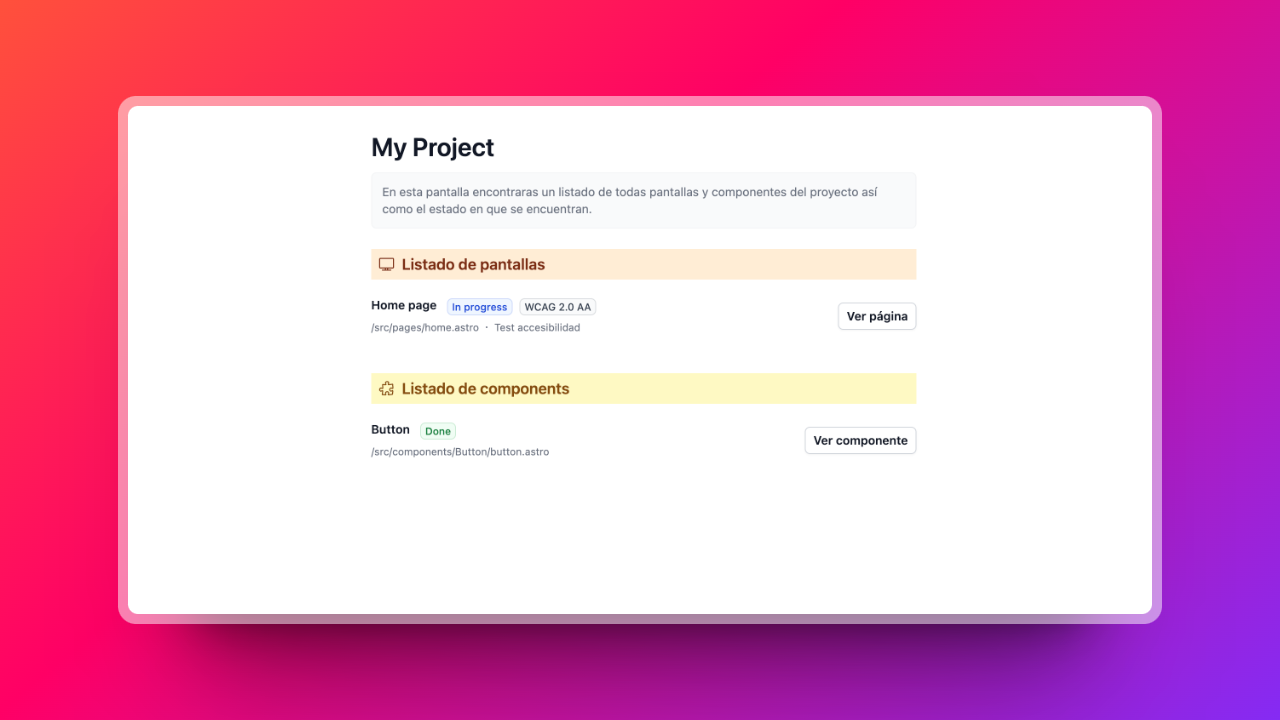 My Project
En esta pantalla encontraras un listado de todas pantallas y componentes del proyecto así
como el estado en que se encuentran.
Listado de pantallas
Home page In progress WCAG 2.0 AA
/src/pages/home.astro · Test accesibilidad
Ver página
Listado de components
Button Done
/src/components/Button/button.astro
Ver componente